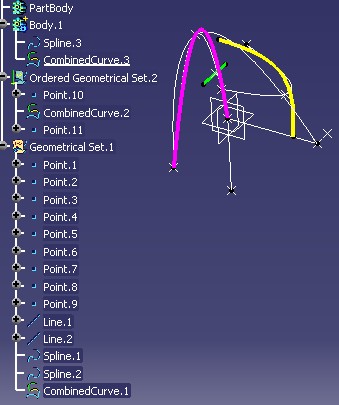 PartBody
Body.1
Spline.3
CombinedCurve.3
Ordered Geometrical Set.2
Point.10
CombinedCurve.2
Point.11
Geometrical Set.1
Point.1
Point.2
Point.3
Point.4
Point.5
Point.6
Point.7
Point.8
Point.9
Line.1
Line.2
Spline.1
Spline.2
CombinedCurve.1